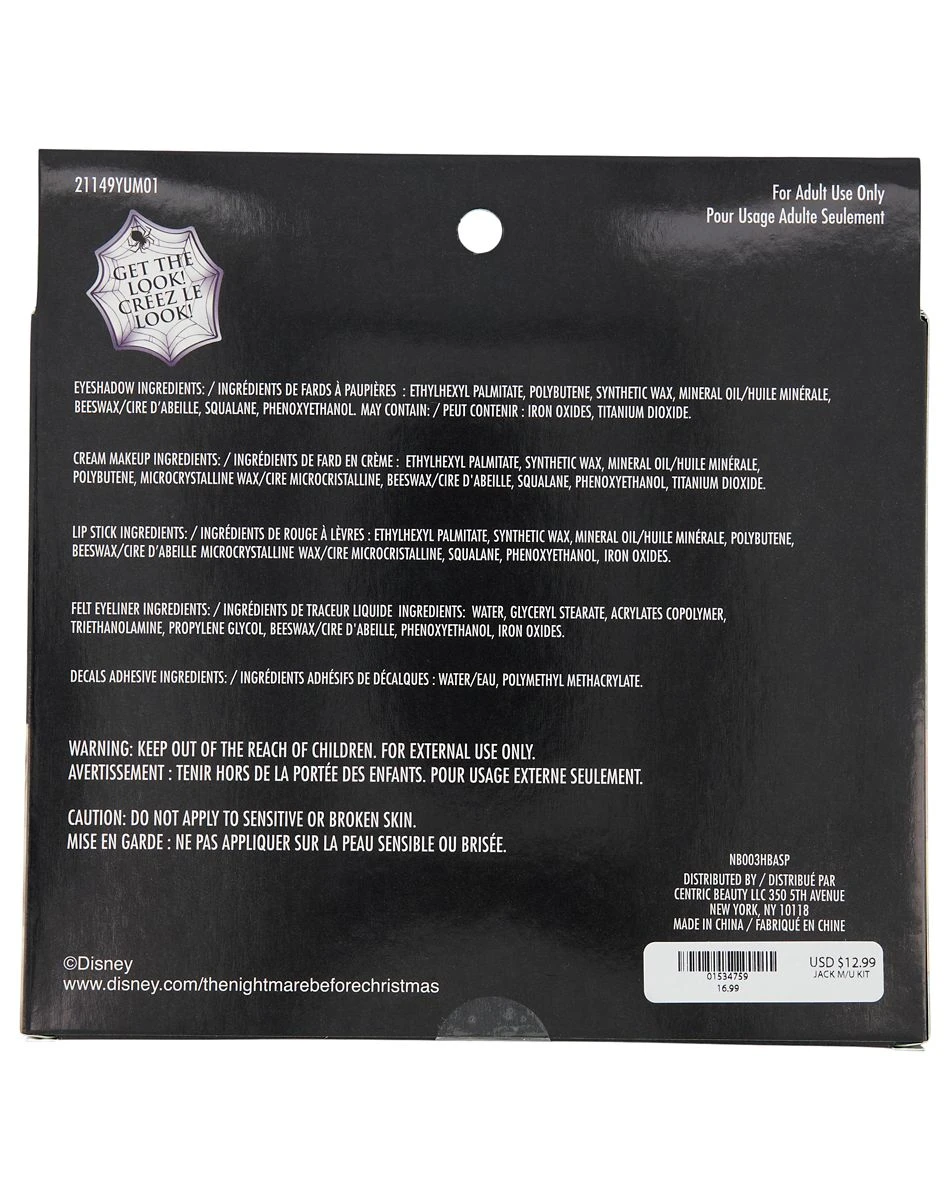 21149YUM01
For Adult Use Only
Pour Usage Adulte Seulement
GET THE
LOOK!
CREEZ LE
LOOK!
EYESHADOW INGREDIENTS: / INGRÉDIENTS DE FARDS À PAUPIÈRES : ETHYLHEXYL PALMITATE, POLYBUTENE, SYNTHETIC WAX, MINERAL OIL/HUILE MINÉRALE,
BEESWAX/CIRE D'ABEILLE, SQUALANE, PHENOXYETHANOL. MAY CONTAIN: / PEUT CONTENIR : IRON OXIDES, TITANIUM DIOXIDE.
CREAM MAKEUP INGREDIENTS: / INGRÉDIENTS DE FARD EN CRÈME : ETHYLHEXYL PALMITATE, SYNTHETIC WAX, MINERAL OIL/HUILE MINÉRALE,
POLYBUTENE, MICROCRYSTALLINE WAX/CIRE MICROCRISTALLINE, BEESWAX/CIRE D'ABEILLE, SQUALANE, PHENOXYETHANOL, TITANIUM DIOXIDE.
LIP STICK INGREDIENTS: / INGRÉDIENTS DE ROUGE À LÈVRES : ETHYLHEXYL PALMITATE, SYNTHETIC WAX, MINERAL OIL/HUILE MINÉRALE, POLYBUTENE,
BEESWAX/CIRE D'ABEILLE MICROCRYSTALLINE WAX/CIRE MICROCRISTALLINE, SQUALANE, PHENOXYETHANOL, IRON OXIDES.
FELT EYELINER INGREDIENTS: / INGRÉDIENTS DE TRACEUR LIQUIDE INGREDIENTS: WATER, GLYCERYL STEARATE, ACRYLATES COPOLYMER,
TRIETHANOLAMINE, PROPYLENE GLYCOL, BEESWAX/CIRE D'ABEILLE, PHENOXYETHANOL, IRON OXIDES.
DECALS ADHESIVE INGREDIENTS: / INGRÉDIENTS ADHÉSIFS DE DÉCALQUES : WATER/EAU, POLYMETHYL METHACRYLATE.
WARNING: KEEP OUT OF THE REACH OF CHILDREN. FOR EXTERNAL USE ONLY.
AVERTISSEMENT : TENIR HORS DE LA PORTÉE DES ENFANTS. POUR USAGE EXTERNE SEULEMENT.
CAUTION: DO NOT APPLY TO SENSITIVE OR BROKEN SKIN.
MISE EN GARDE : NE PAS APPLIQUER SUR LA PEAU SENSIBLE OU BRISÉE.
NB003HBASP
DISTRIBUTED BY / DISTRIBUÉ PAR
CENTRIC BEAUTY LLC 350 5TH AVENUE
NEW YORK, NY 10118
MADE IN CHINA / FABRIQUÉ EN CHINE
©Disney
www.disney.com/thenightmarebeforechristmas
01534759
16.99
USD $12.99
JACK M/U KIT